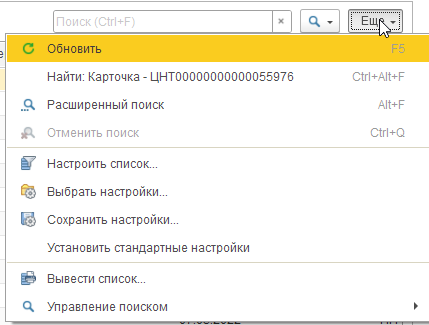 Поиск (Ctrl+F) ×
Еще
Обновить F5
Найти: Карточка - ЦНТ00000000000055976 Ctrl+Alt+F
Расширенный поиск Alt+F
Отменить поиск Ctrl+Q
Настроить список...
Выбрать настройки...
Сохранить настройки...
Установить стандартные настройки
Вывести список...
Управление поиском